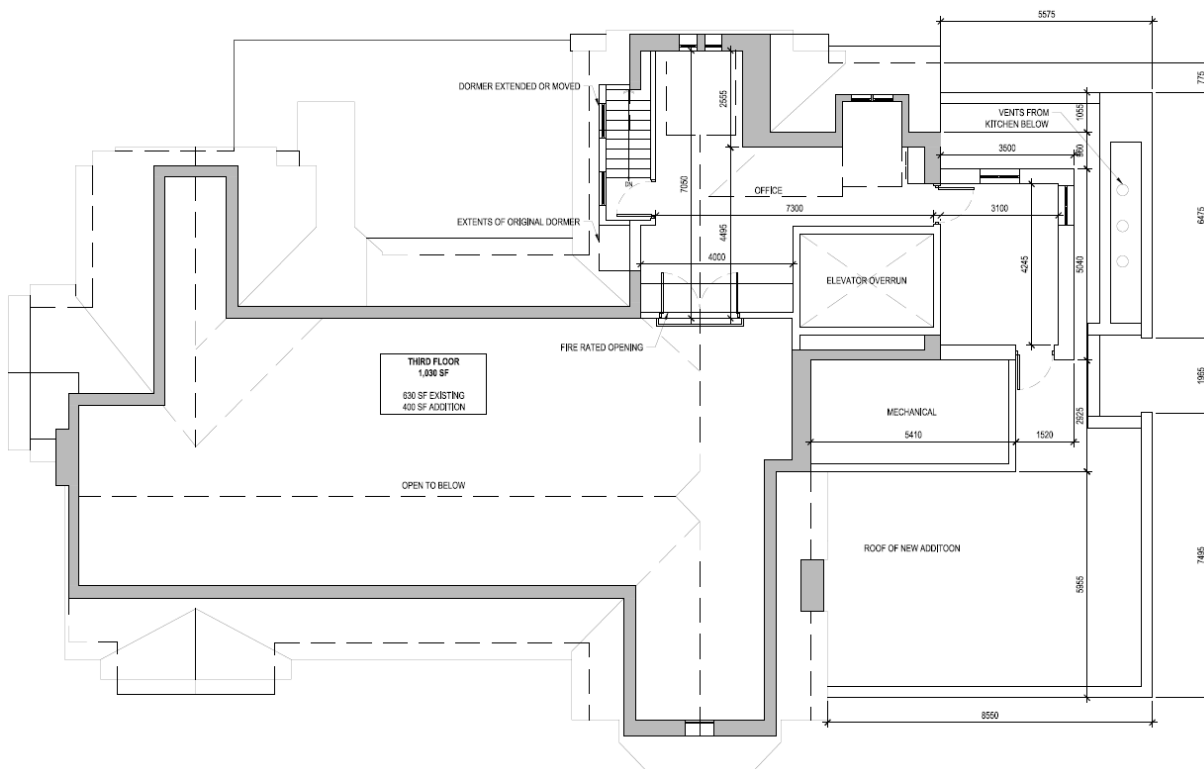 5575
DORMER EXTENDED OR MOVED
775
2555
1055
VENTS FROM
KITCHEN BELOW
3500
DN
7050
OFFICE
EXTENTS OF ORIGINAL DORMER
7300
3100
6475
4495
4000
4245
5040
ELEVATOR OVERRUN
FIRE RATED OPENING
THIRD FLOOR
1,030 SF
630 SF EXISTING
400 SF ADDITION
1965
MECHANICAL
2925
5410
1520
OPEN TO BELOW
ROOF OF NEW ADDITOON
7495
5955
8550